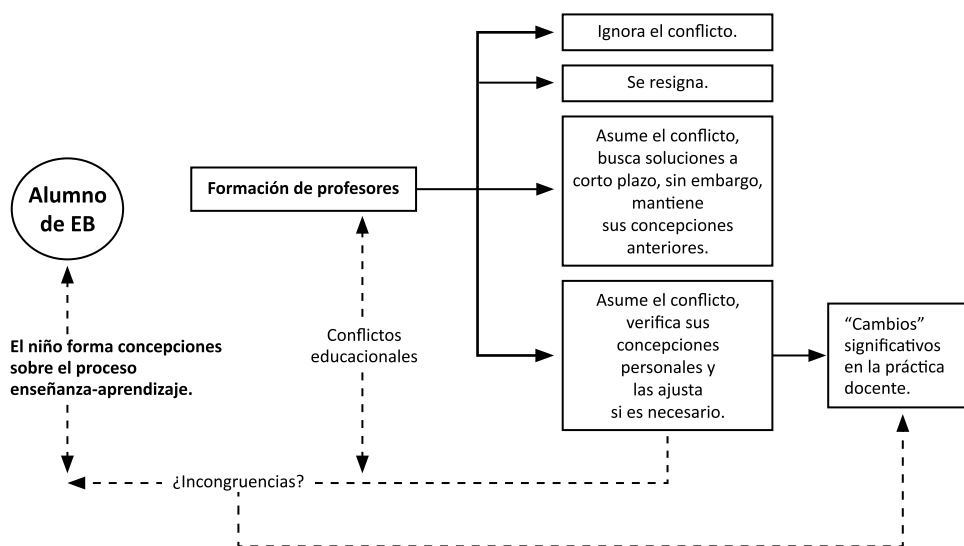 Ignora el conflicto.
Se resigna.
Asume el conflicto,
busca soluciones a
corto plazo, sin embargo,
mantiene
sus concepciones
anteriores.
Alumno
de EB
Formación de profesores
Asume el conflicto,
verifica sus
concepciones
personales y
las ajusta
si es necesario.
“Cambios”
significativos
en la práctica
docente.
El niño forma concepciones
sobre el proceso
enseñanza-aprendizaje.
Conflictos
educacionales
¿Incongruencias?